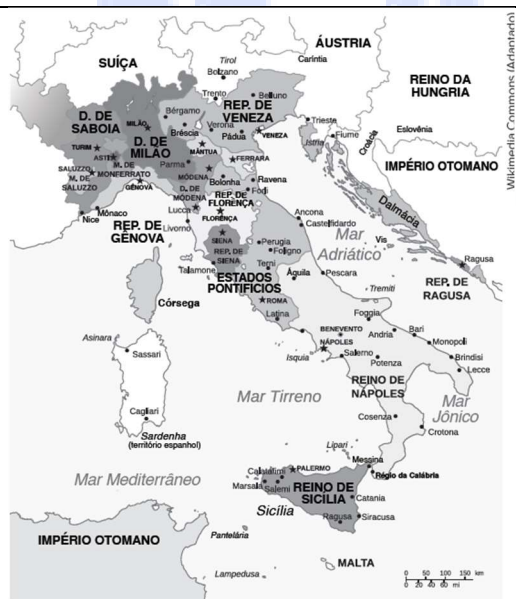 Wikimedia Commons (Adaptado)
ÁUSTRIA
SUÍÇA
Tirol
Caríntia
Bolzano
REINO DA
HUNGRIA
Trento
Belluno
Bérgamo
REP. DE
VENEZA
D. DE
SABOIA
MILÃO
Verona
Bréscia
Pádua
VENEZA
Trieste
Fiume
Eslovênia
Croácia
Istria
TURIM
D. DE
MILÃO
MÂNTUA
ASTI
Parma
FERRARA
IMPÉRIO OTOMANO
SALUZZO
M. DE
SALUZZO
M. DE
MONFERRATO
MÓDENA
Bolonha
Ravenna
GÊNOVA
D. DE
MÓDENA
REP. DE
FLORENÇA
Forlì
Dalmácia
Nice
Mônaco
Lucca
FLORENÇA
Ancona
REP. DE
GÊNOVA
Livorno
Castelfidardo
Mar
Adriático
SIENA
REP. DE
SIENA
Perugia
Foligno
Vis
Ragusa
Talamone
Terni
ESTADOS
PONTIFICIOS
Áquila
Pescara
REP. DE
RAGUSA
Córsega
ROMA
Tremiti
Latina
Foggia
Asinara
BENEVENTO
Andria
Bari
Sassari
NÁPOLES
Monopoli
Isquia
Salerno
Potenza
Brindisi
Lecce
Mar Tirreno
REINO DE
NÁPOLES
Mar
Jônico
Cagliari
Cosenza
Sardenha
(território espanhol)
Crotona
Lipari
Mar Mediterrâneo
Messina
Calatafimi
PALERMO
Régio da Calábria
Marsala
Salemi
REINO DE
SICÍLIA
Catania
Sicília
Ragusa
Siracusa
IMPÉRIO OTOMANO
Pantelária
MALTA
Lampedusa
0 50 100 150 km
0 20 40 60 mi